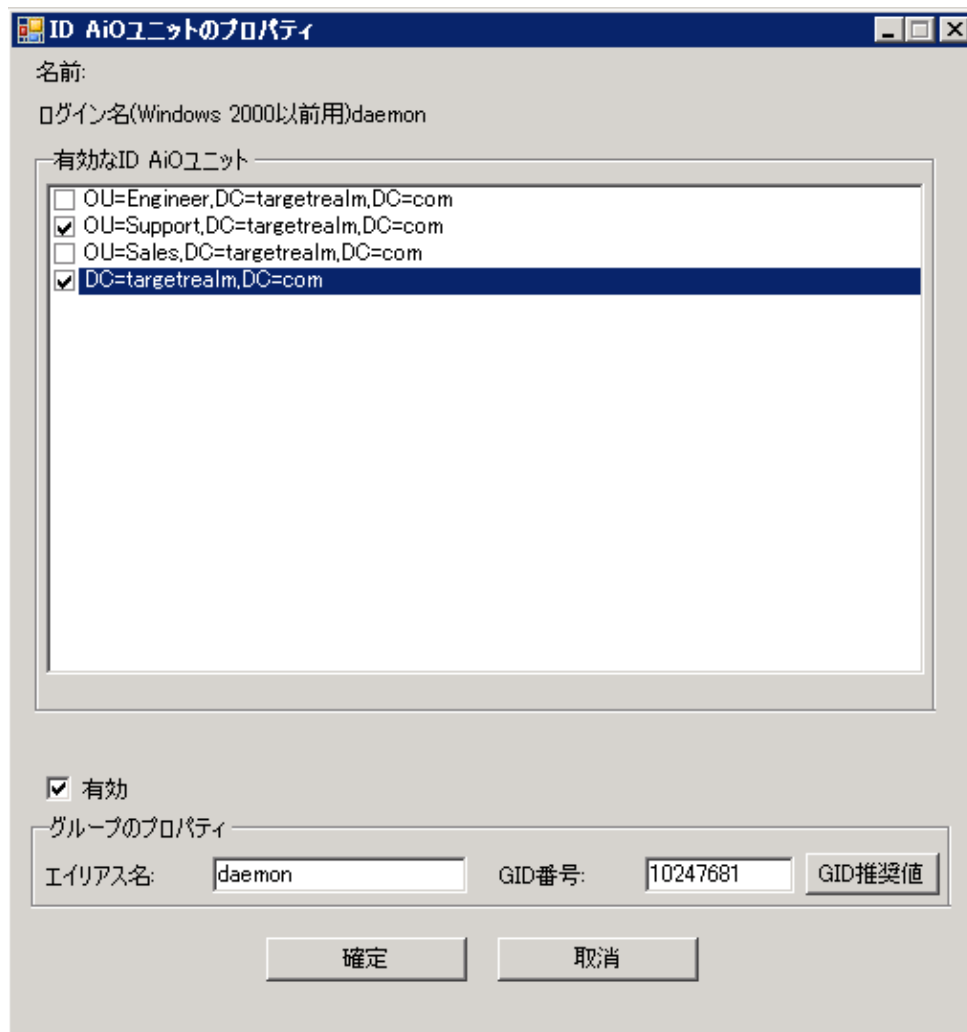 ID AiOユニットのプロパティ
名前:
ログイン名(Windows 2000以前用)daemon
有効なID AiOユニット
OU=Engineer,DC=targetrealm,DC=com
OU=Support,DC=targetrealm,DC=com
OU=Sales,DC=targetrealm,DC=com
DC=targetrealm,DC=com
有効
グループのプロパティ
エイリアス名: daemon GID番号: 10247681 GID推奨値
確定 取消